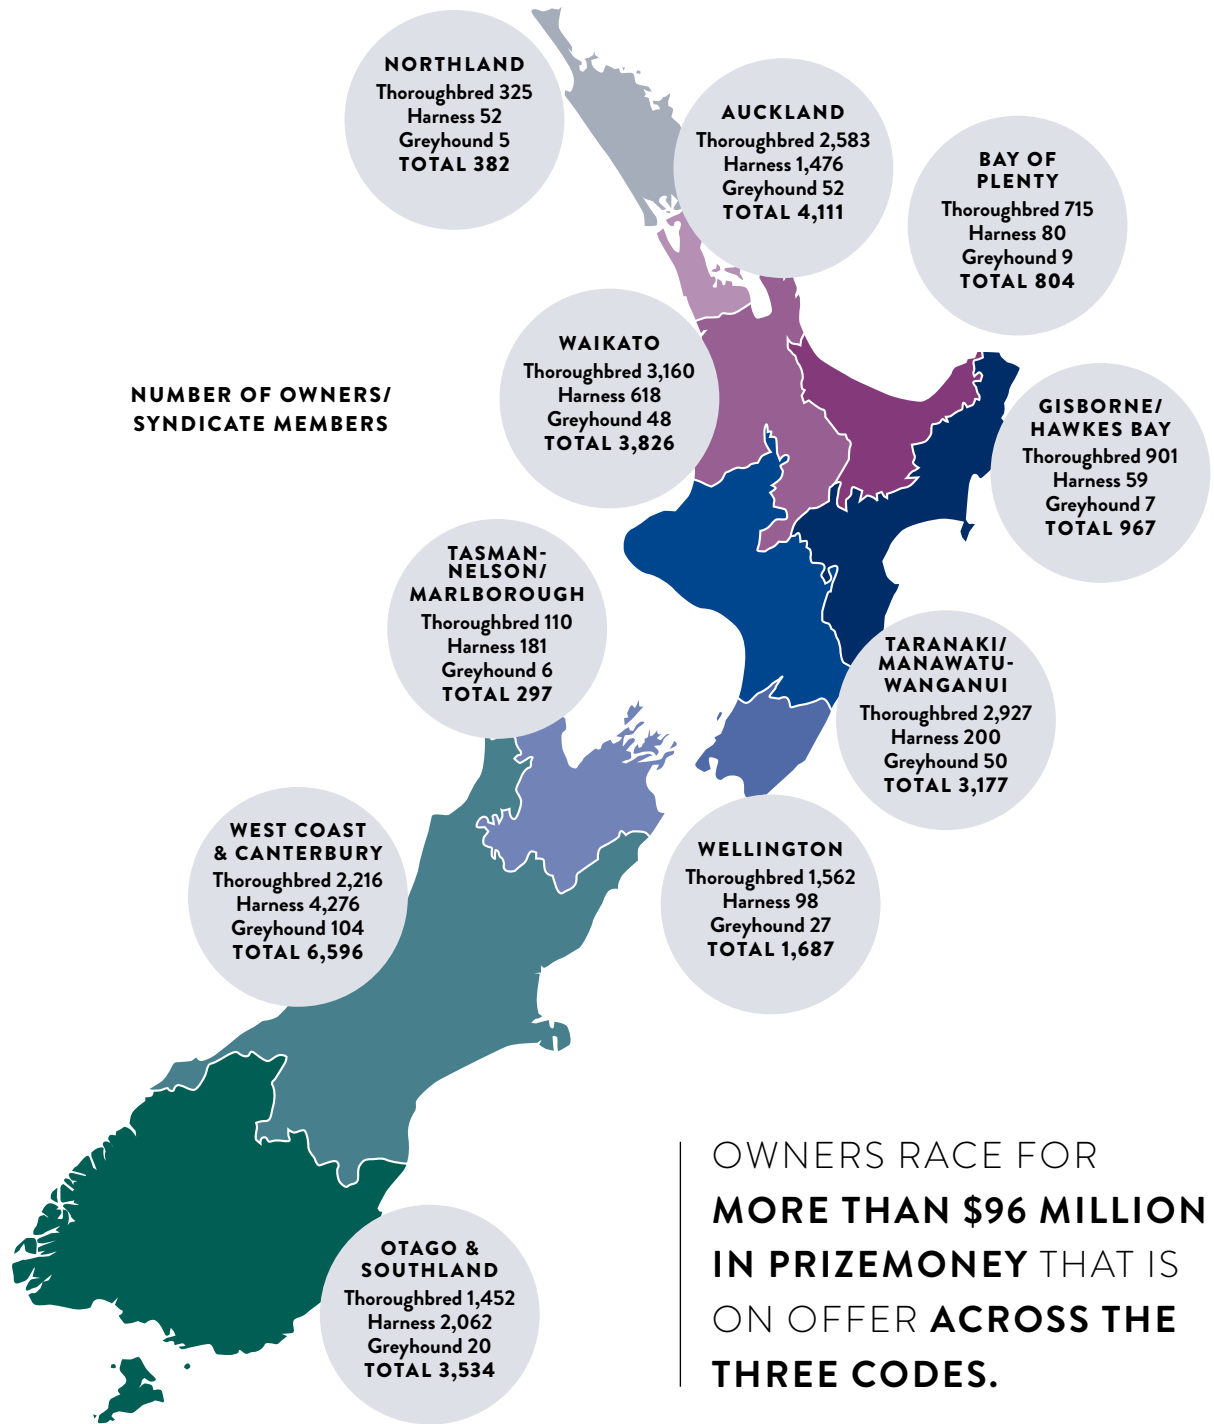 NORTHLAND
Thoroughbred 325
Harness 52
Greyhound 5
TOTAL 382
AUCKLAND
Thoroughbred 2,583
Harness 1,476
Greyhound 52
TOTAL 4,111
BAY OF
PLENTY
Thoroughbred 715
Harness 80
Greyhound 9
TOTAL 804
WAIKATO
Thoroughbred 3,160
Harness 618
Greyhound 48
TOTAL 3,826
NUMBER OF OWNERS/
SYNDICATE MEMBERS
GISBORNE/
HAWKES BAY
Thoroughbred 901
Harness 59
Greyhound 7
TOTAL 967
TASMAN-
NELSON/
MARLBOROUGH
Thoroughbred 110
Harness 181
Greyhound 6
TOTAL 297
TARANAKI/
MANAWATU-
WANGANUI
Thoroughbred 2,927
Harness 200
Greyhound 50
TOTAL 3,177
WEST COAST
& CANTERBURY
Thoroughbred 2,216
Harness 4,276
Greyhound 104
TOTAL 6,596
WELLINGTON
Thoroughbred 1,562
Harness 98
Greyhound 27
TOTAL 1,687
OTAGO &
SOUTHLAND
Thoroughbred 1,452
Harness 2,062
Greyhound 20
TOTAL 3,534
OWNERS RACE FOR
MORE THAN $96 MILLION
IN PRIZEMONEY THAT IS
ON OFFER ACROSS THE
THREE CODES.